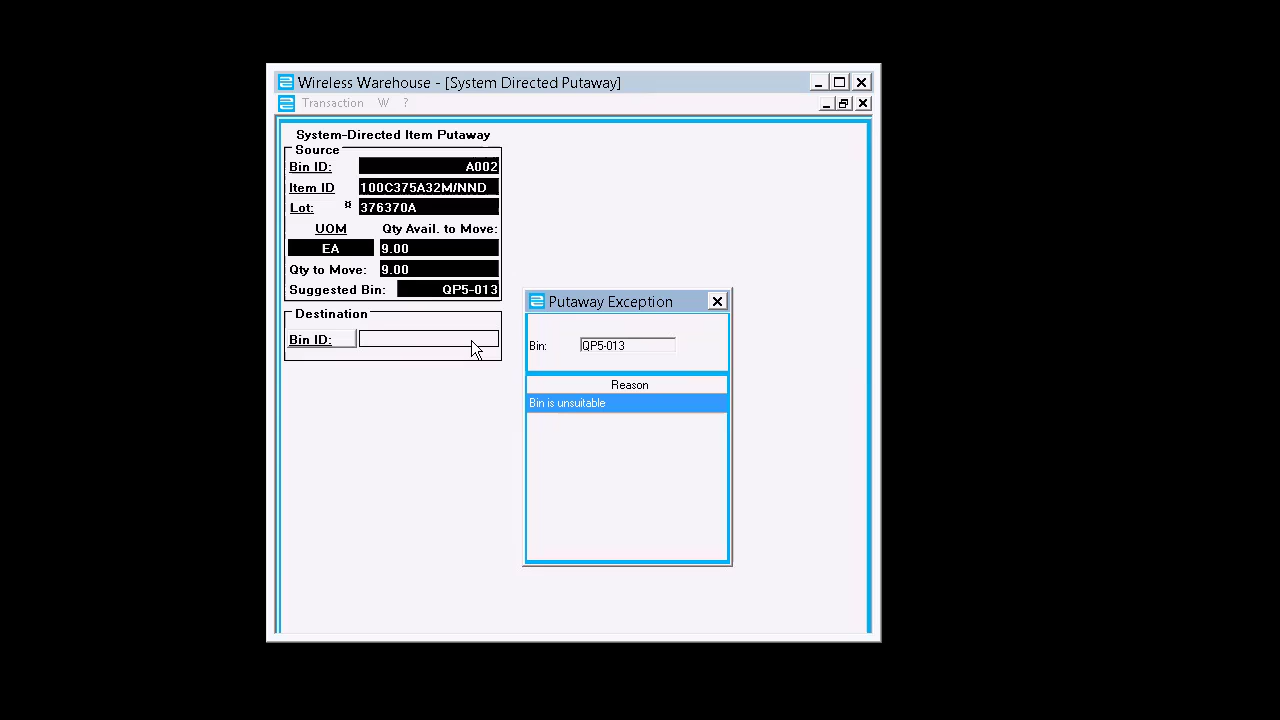 Wireless Warehouse - [System Directed Putaway]
Transaction W ?
System-Directed Item Putaway
Source
Bin ID: A002
Item ID 100C375A32M/NND
Lot: ¤ 376370A
UOM Qty Avail. to Move:
EA 9.00
Qty to Move: 9.00
Suggested Bin: QP5-013
Destination
Bin ID:
Putaway Exception
Bin: QP5-013
Reason
Bin is unsuitable